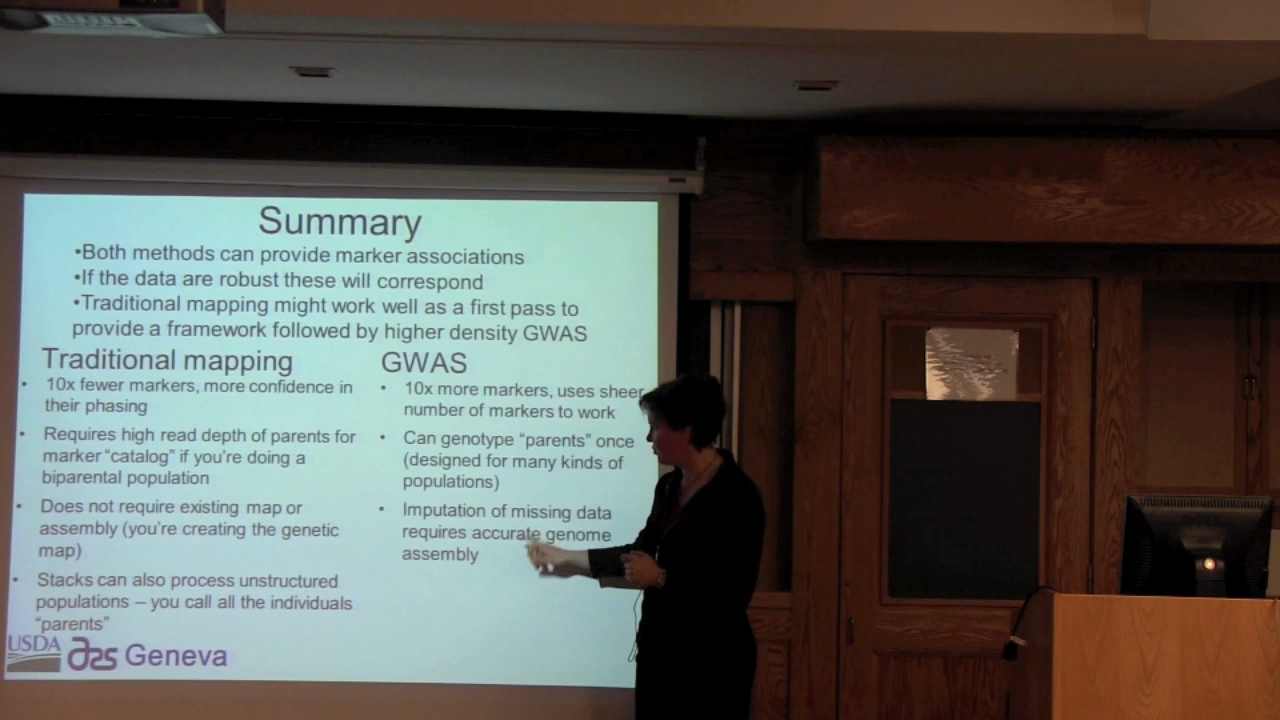 Summary
•Both methods can provide marker associations
•If the data are robust these will correspond
•Traditional mapping might work well as a first pass to
provide a framework followed by higher density GWAS
Traditional mapping
• 10x fewer markers, more confidence in
their phasing
• Requires high read depth of parents for
marker “catalog” if you’re doing a
biparental population
• Does not require existing map or
assembly (you’re creating the genetic
map)
• Stacks can also process unstructured
populations – you call all the individuals
“parents”
GWAS
• 10x more markers, uses sheer
number of markers to work
• Can genotype “parents” once
(designed for many kinds of
populations)
• Imputation of missing data
requires accurate genome
assembly
USDA ars Geneva